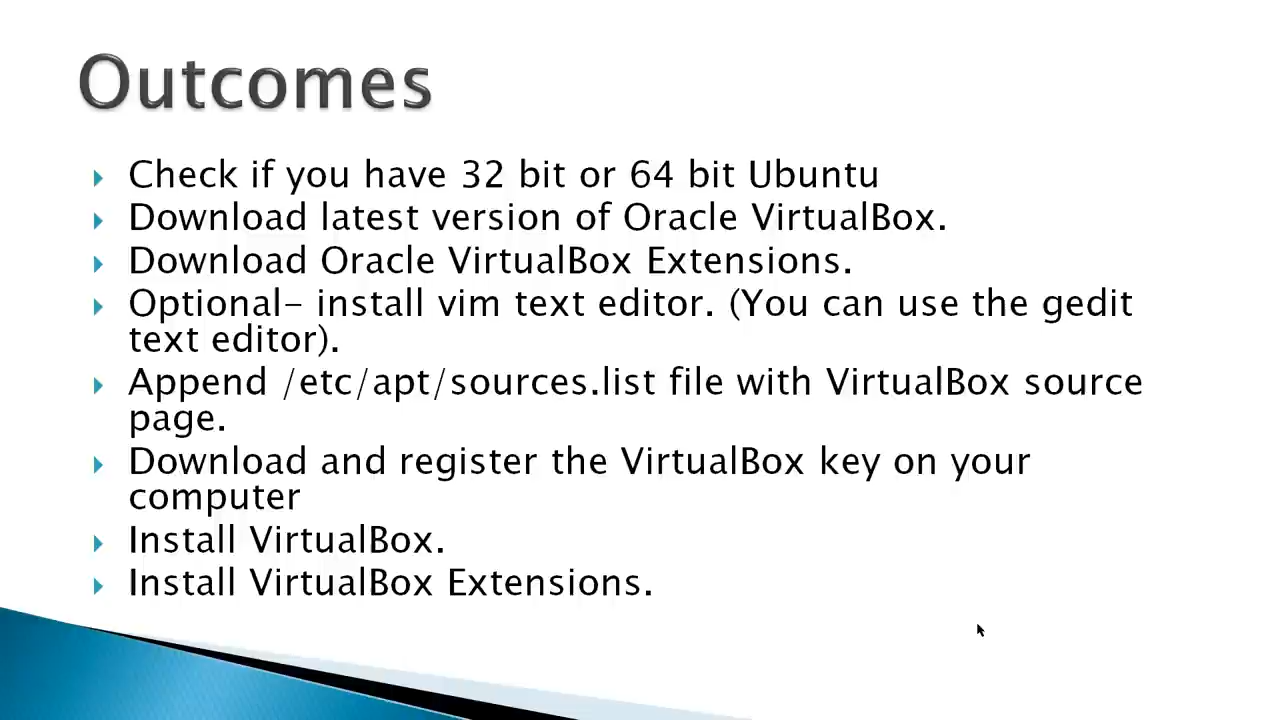 Outcomes
Check if you have 32 bit or 64 bit Ubuntu
Download latest version of Oracle VirtualBox.
Download Oracle VirtualBox Extensions.
Optional- install vim text editor. (You can use the gedit
text editor).
Append /etc/apt/sources.list file with VirtualBox source
page.
Download and register the VirtualBox key on your
computer
Install VirtualBox.
Install VirtualBox Extensions.